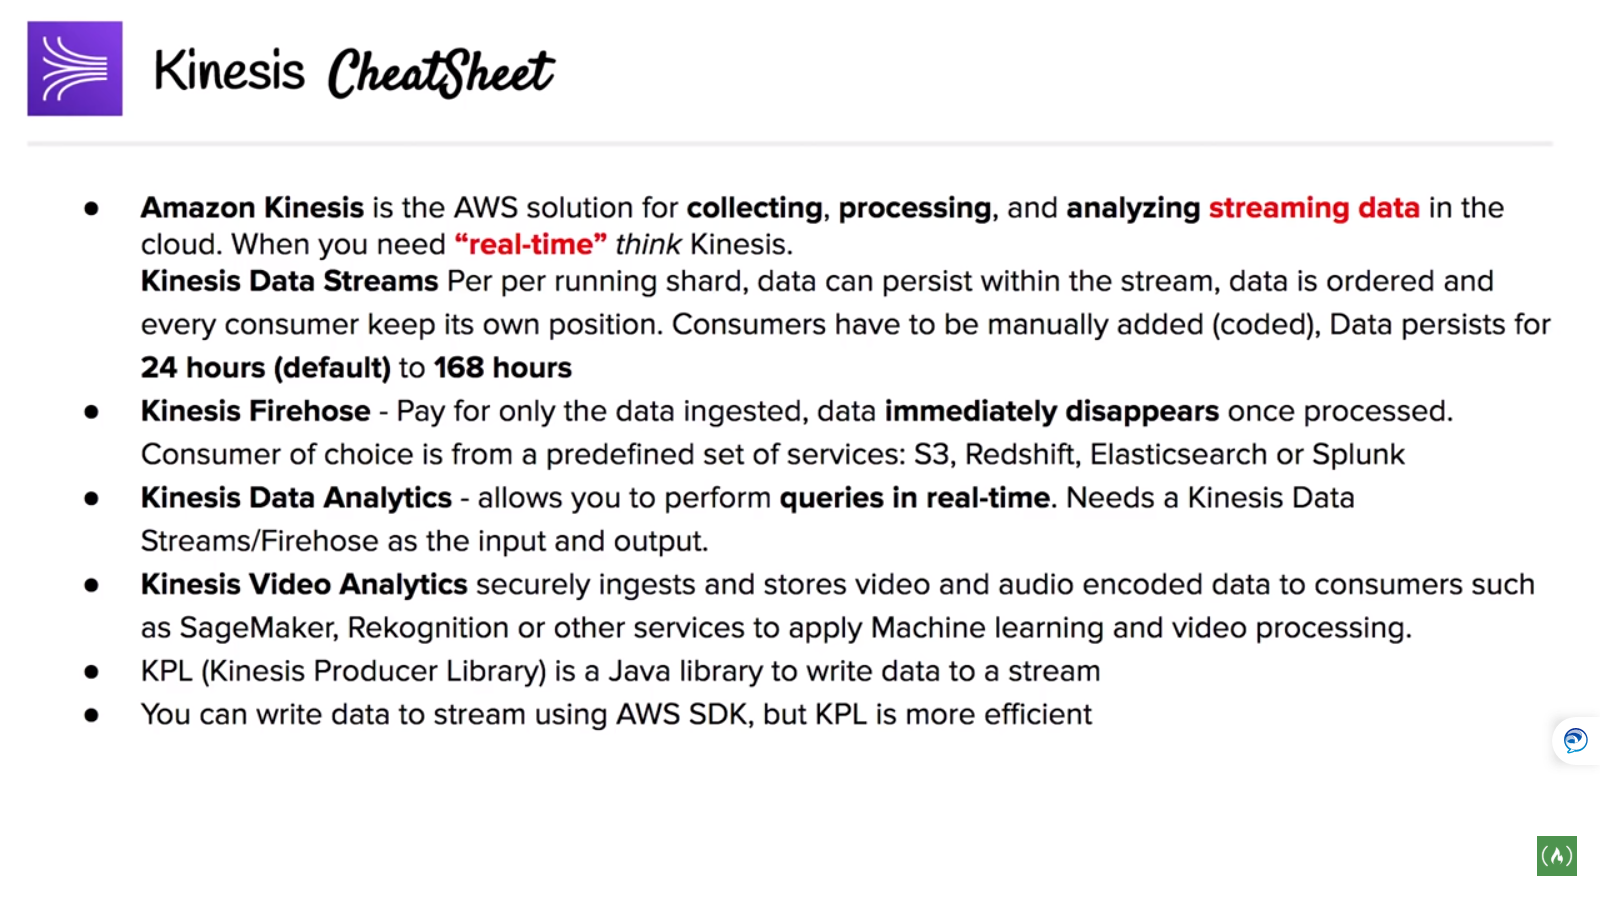 Kinesis CheatSheet
● Amazon Kinesis is the AWS solution for collecting, processing, and analyzing streaming data in the
cloud. When you need “real-time” think Kinesis.
Kinesis Data Streams Per per running shard, data can persist within the stream, data is ordered and
every consumer keep its own position. Consumers have to be manually added (coded), Data persists for
24 hours (default) to 168 hours
● Kinesis Firehose - Pay for only the data ingested, data immediately disappears once processed.
Consumer of choice is from a predefined set of services: S3, Redshift, Elasticsearch or Splunk
● Kinesis Data Analytics - allows you to perform queries in real-time. Needs a Kinesis Data
Streams/Firehose as the input and output.
● Kinesis Video Analytics securely ingests and stores video and audio encoded data to consumers such
as SageMaker, Rekognition or other services to apply Machine learning and video processing.
● KPL (Kinesis Producer Library) is a Java library to write data to a stream
● You can write data to stream using AWS SDK, but KPL is more efficient